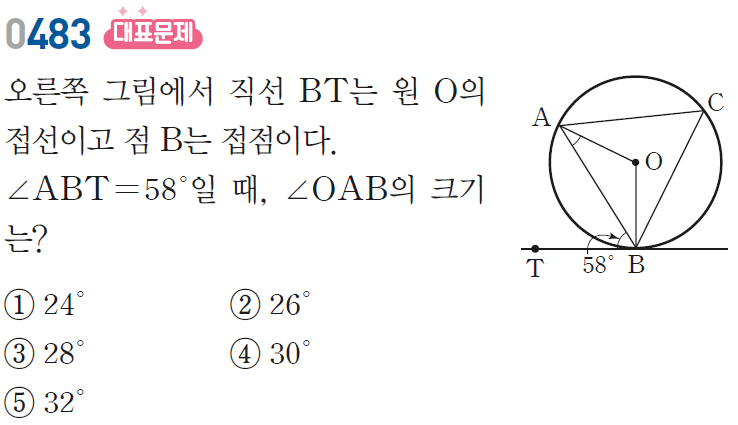 0483 대표문제
오른쪽 그림에서 직선 BT는 원 O의
접선이고 점 B는 접점이다.
∠ABT=58°일 때, ∠OAB의 크기
는?
① 24° ② 26°
③ 28° ④ 30°
⑤ 32°
A
C
O
T 58° B